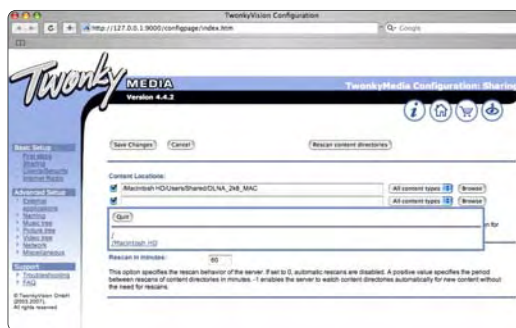 TwonkyVision Configuration
http://127.0.0.1:9000/configpage/index.htm
Google
Twonky
MEDIA
Version 4.4.2
TwonkyMedia Configuration: Sharing
Save Changes
Cancel
Rescan content directories
Basic Setup
First steps
Sharing
Clients/Security
Internet Radio
Advanced Setup
External
applications
Naming
Music tree
Picture tree
Video tree
Network
Miscellaneous
Support
Troubleshooting
FAQ
© TwonkyVision GmbH
All rights reserved
Content Locations:
/Macintosh HD/Users/Shared/DLNA_2k8_MAC
All content types
Browse
All content types
Browse
Quit
/
/Macintosh HD
on for
Rescan in minutes:
60
This option specifies the rescan behavior of the server. If set to 0, automatic rescans are disabled. A positive value specifies the period
between rescans of content directories in minutes. -1 enables the server to watch content directories automatically for new content without
the need for rescans.